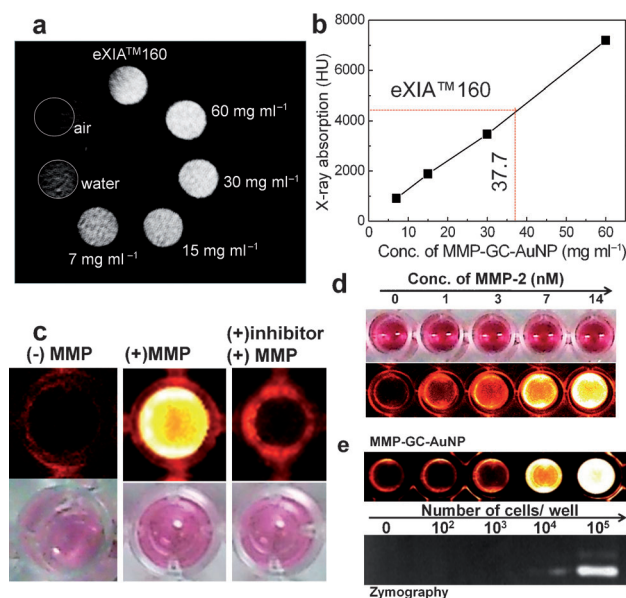 a
eXIA™160
air
60 mg ml⁻¹
water
30 mg ml⁻¹
7 mg ml⁻¹
15 mg ml⁻¹
b
X-ray absorption (HU)
8000
6000
4000
2000
0
eXIA™160
37.7
0 10 20 30 40 50 60
Conc. of MMP-GC-AuNP (mg ml⁻¹)
c
(-) MMP
(+)MMP
(+)inhibitor
(+) MMP
d
Conc. of MMP-2 (nM)
0 1 3 7 14
e
MMP-GC-AuNP
Number of cells/ well
0 10² 10³ 10⁴ 10⁵
Zymography